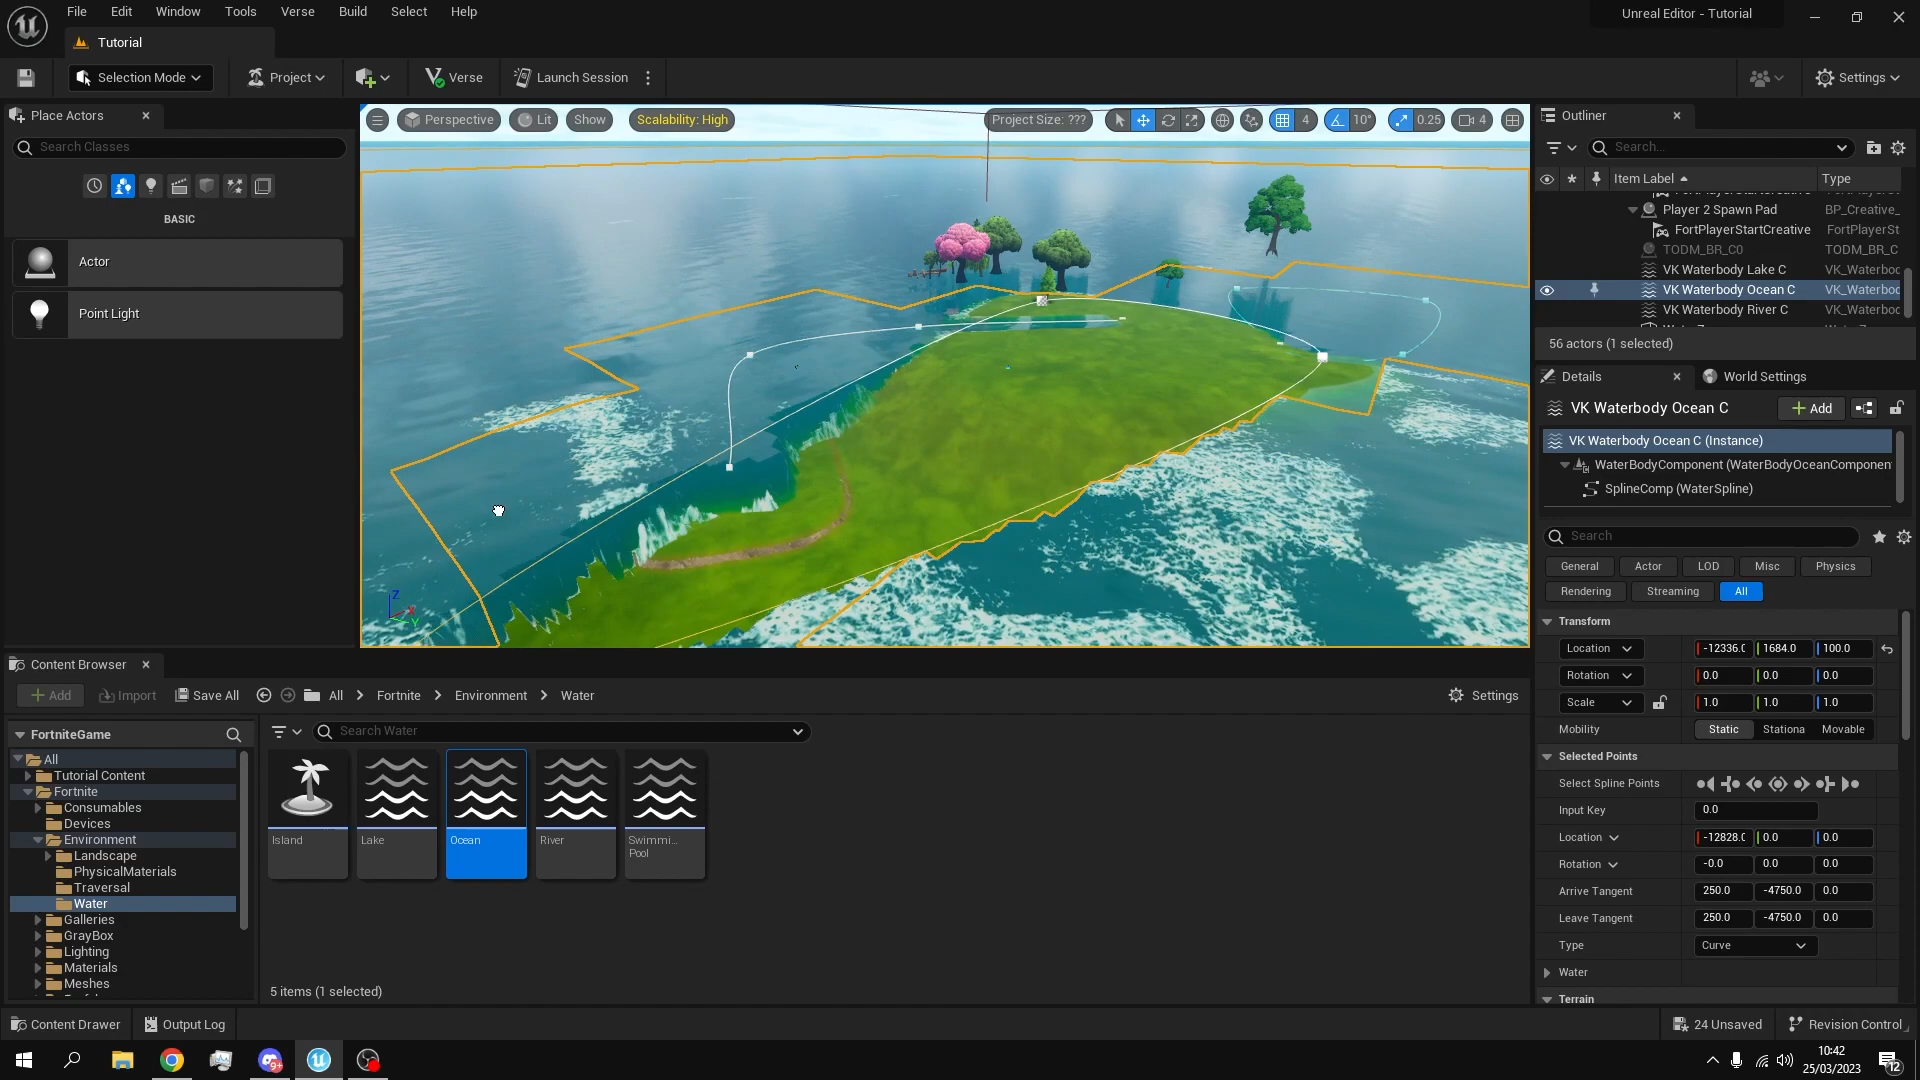 File Edit Window Tools Verse Build Select Help
Unreal Editor - Tutorial
Tutorial
Selection Mode
Project
Verse
Launch Session
Settings
Place Actors
Search Classes
BASIC
Actor
Point Light
Perspective
Lit
Show
Scalability: High
Project Size: ???
4
10°
0.25
4
Z
X
Y
Outliner
Search...
Item Label
Type
Player 2 Spawn Pad BP_Creative_
FortPlayerStartCreative FortPlayerSt
TODM_BR_C0 TODM_BR_C
VK Waterbody Lake C VK_Waterboc
VK Waterbody Ocean C VK_Waterboc
VK Waterbody River C VK_Waterboc
56 actors (1 selected)
Details
World Settings
VK Waterbody Ocean C
Add
VK Waterbody Ocean C (Instance)
WaterBodyComponent (WaterBodyOceanComponen
SplineComp (WaterSpline)
Search
General Actor LOD Misc Physics
Rendering Streaming All
Transform
Location -12336.0 1684.0 100.0
Rotation 0.0 0.0 0.0
Scale 1.0 1.0 1.0
Mobility Static Stationa Movable
Selected Points
Select Spline Points
Input Key 0.0
Location -12828.0 0.0 0.0
Rotation -0.0 0.0 0.0
Arrive Tangent 250.0 -4750.0 0.0
Leave Tangent 250.0 -4750.0 0.0
Type Curve
Water
Terrain
Content Browser
Add
Import
Save All
All
Fortnite
Environment
Water
Settings
FortniteGame
All
Tutorial Content
Fortnite
Consumables
Devices
Environment
Landscape
PhysicalMaterials
Traversal
Water
Galleries
GrayBox
Lighting
Materials
Meshes
Search Water
Island
Lake
Ocean
River
Swimmi...
Pool
5 items (1 selected)
Content Drawer
Output Log
24 Unsaved
Revision Control
9+
10:42
25/03/2023
12